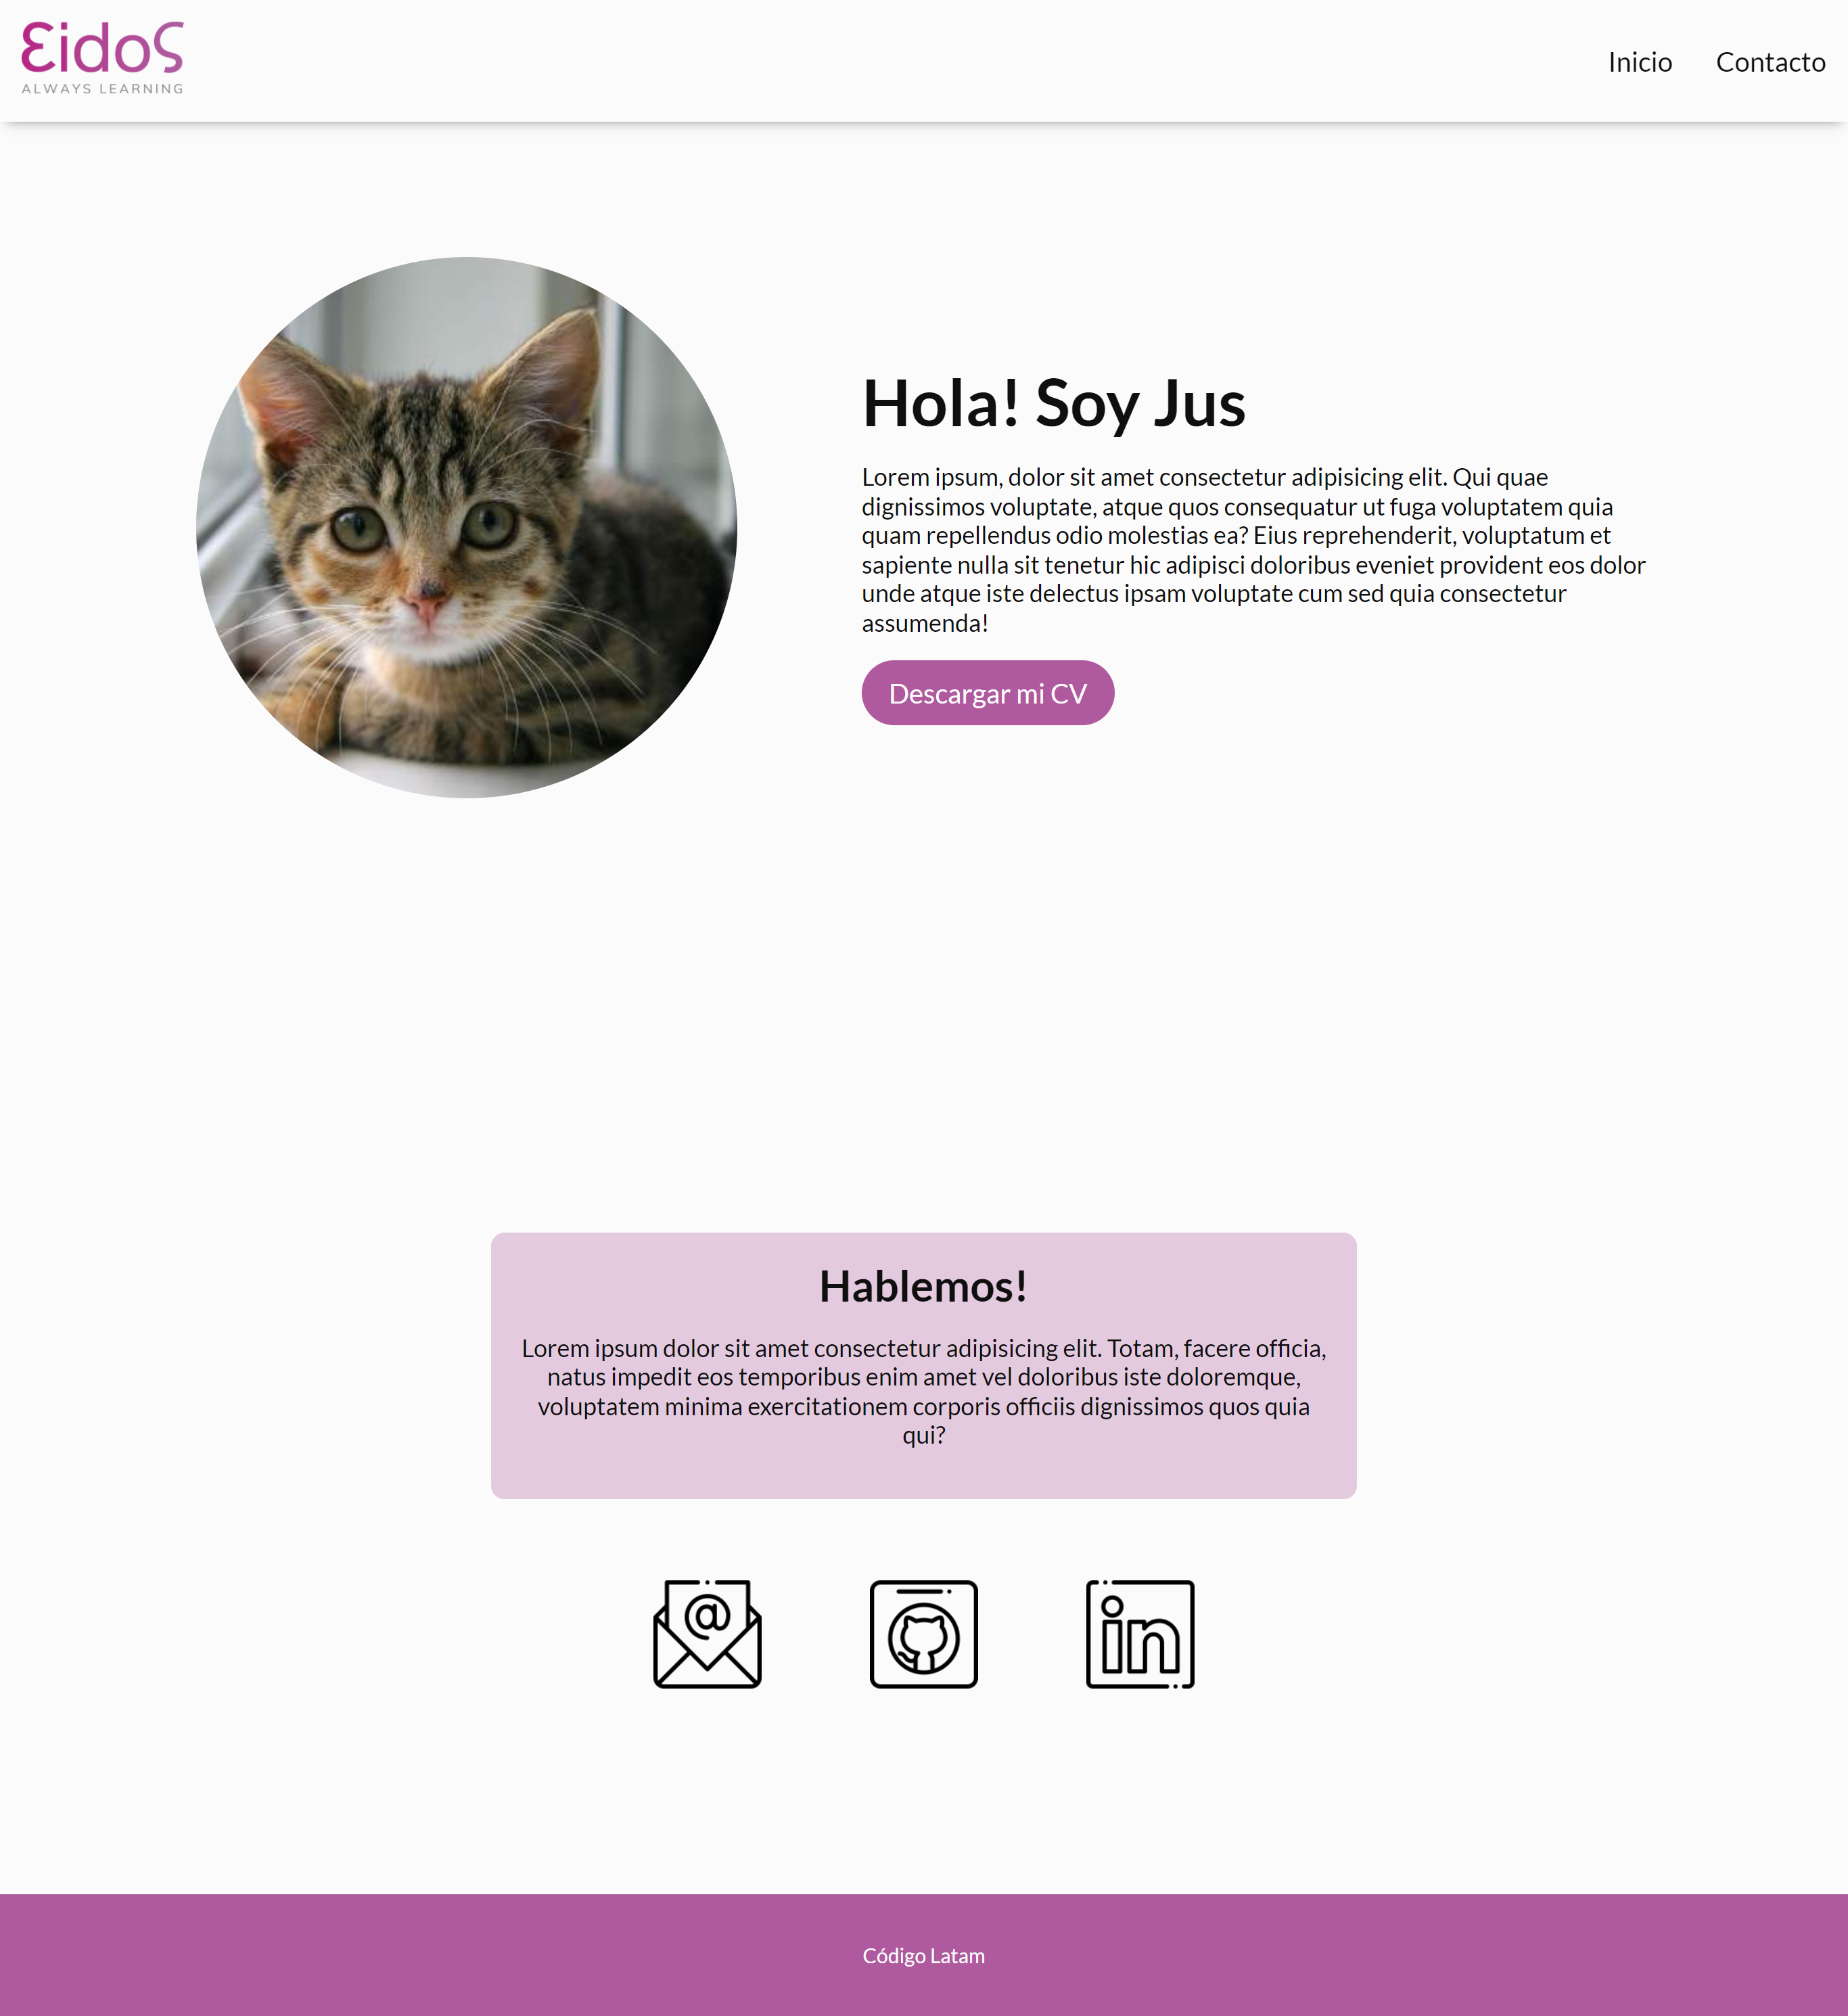 eidos
ALWAYS LEARNING
Inicio
Contacto
Hola! Soy Jus
Lorem ipsum, dolor sit amet consectetur adipisicing elit. Qui quae
dignissimos voluptate, atque quos consequatur ut fuga voluptatem quia
quam repellendus odio molestias ea? Eius reprehenderit, voluptatum et
sapiente nulla sit tenetur hic adipisci doloribus eveniet provident eos dolor
unde atque iste delectus ipsam voluptate cum sed quia consectetur
assumenda!
Descargar mi CV
Hablemos!
Lorem ipsum dolor sit amet consectetur adipisicing elit. Totam, facere officia,
natus impedit eos temporibus enim amet vel doloribus iste doloremque,
voluptatem minima exercitationem corporis officiis dignissimos quos quia
qui?
@
in
Código Latam